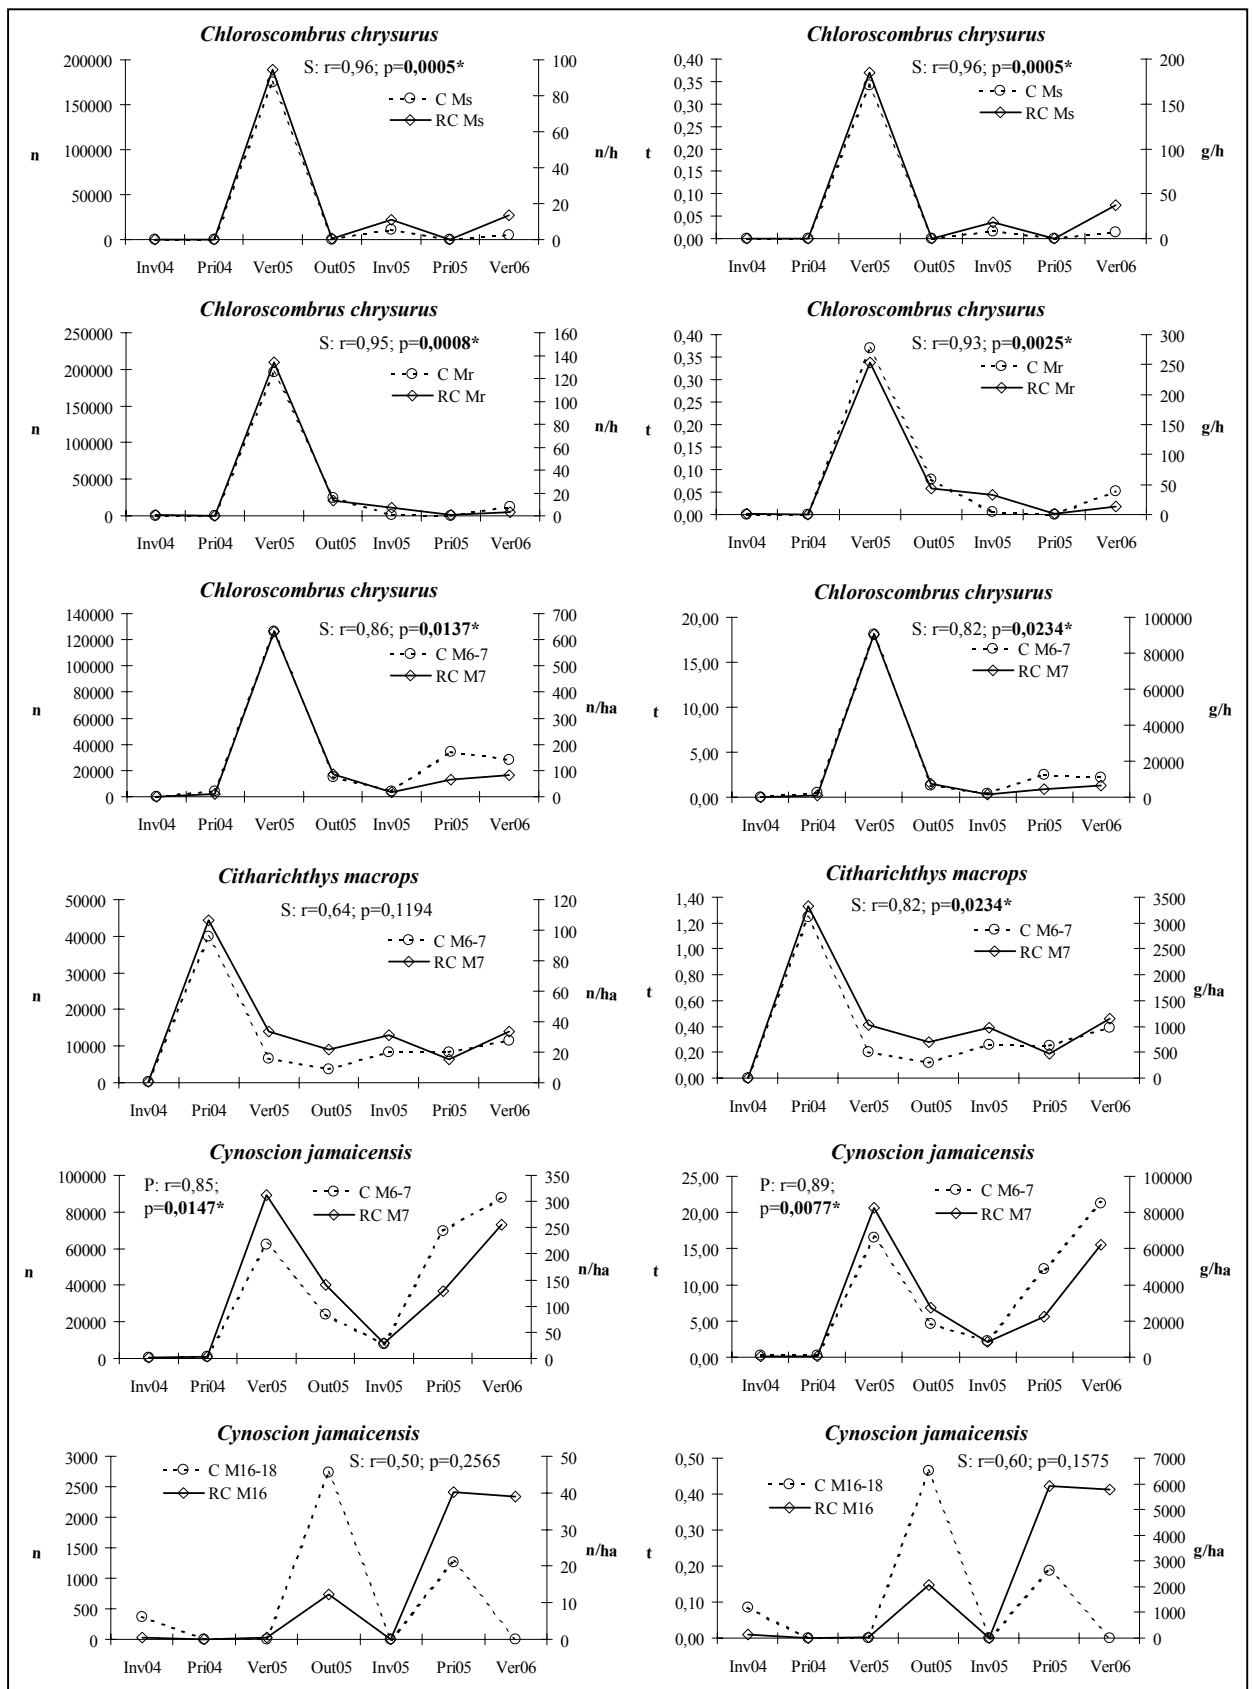 Chloroscombrus chrysurus
S: r=0,96; p=0,0005*
C Ms
RC Ms
200000
150000
100000
50000
0
n
100
80
60
40
20
0
n/h
Inv04 Pri04 Ver05 Out05 Inv05 Pri05 Ver06
Chloroscombrus chrysurus
S: r=0,96; p=0,0005*
C Ms
RC Ms
0,40
0,35
0,30
0,25
0,20
0,15
0,10
0,05
0,00
t
200
150
100
50
0
g/h
Inv04 Pri04 Ver05 Out05 Inv05 Pri05 Ver06
Chloroscombrus chrysurus
S: r=0,95; p=0,0008*
C Mr
RC Mr
250000
200000
150000
100000
50000
0
n
160
140
120
100
80
60
40
20
0
n/h
Inv04 Pri04 Ver05 Out05 Inv05 Pri05 Ver06
Chloroscombrus chrysurus
S: r=0,93; p=0,0025*
C Mr
RC Mr
0,40
0,35
0,30
0,25
0,20
0,15
0,10
0,05
0,00
t
300
250
200
150
100
50
0
g/h
Inv04 Pri04 Ver05 Out05 Inv05 Pri05 Ver06
Chloroscombrus chrysurus
S: r=0,86; p=0,0137*
C M6-7
RC M7
140000
120000
100000
80000
60000
40000
20000
0
n
700
600
500
400
300
200
100
0
n/ha
Inv04 Pri04 Ver05 Out05 Inv05 Pri05 Ver06
Chloroscombrus chrysurus
S: r=0,82; p=0,0234*
C M6-7
RC M7
20,00
15,00
10,00
5,00
0,00
t
100000
80000
60000
40000
20000
0
g/h
Inv04 Pri04 Ver05 Out05 Inv05 Pri05 Ver06
Citharichthys macrops
S: r=0,64; p=0,1194
C M6-7
RC M7
50000
40000
30000
20000
10000
0
n
120
100
80
60
40
20
0
n/ha
Inv04 Pri04 Ver05 Out05 Inv05 Pri05 Ver06
Citharichthys macrops
S: r=0,82; p=0,0234*
C M6-7
RC M7
1,40
1,20
1,00
0,80
0,60
0,40
0,20
0,00
t
3500
3000
2500
2000
1500
1000
500
0
g/ha
Inv04 Pri04 Ver05 Out05 Inv05 Pri05 Ver06
Cynoscion jamaicensis
P: r=0,85;
p=0,0147*
C M6-7
RC M7
100000
80000
60000
40000
20000
0
n
350
300
250
200
150
100
50
0
n/ha
Inv04 Pri04 Ver05 Out05 Inv05 Pri05 Ver06
Cynoscion jamaicensis
P: r=0,89;
p=0,0077*
C M6-7
RC M7
25,00
20,00
15,00
10,00
5,00
0,00
t
100000
80000
60000
40000
20000
0
g/ha
Inv04 Pri04 Ver05 Out05 Inv05 Pri05 Ver06
Cynoscion jamaicensis
S: r=0,50; p=0,2565
C M16-18
RC M16
3000
2500
2000
1500
1000
500
0
n
50
40
30
20
10
0
n/ha
Inv04 Pri04 Ver05 Out05 Inv05 Pri05 Ver06
Cynoscion jamaicensis
S: r=0,60; p=0,1575
C M16-18
RC M16
0,50
0,40
0,30
0,20
0,10
0,00
t
7000
6000
5000
4000
3000
2000
1000
0
g/ha
Inv04 Pri04 Ver05 Out05 Inv05 Pri05 Ver06